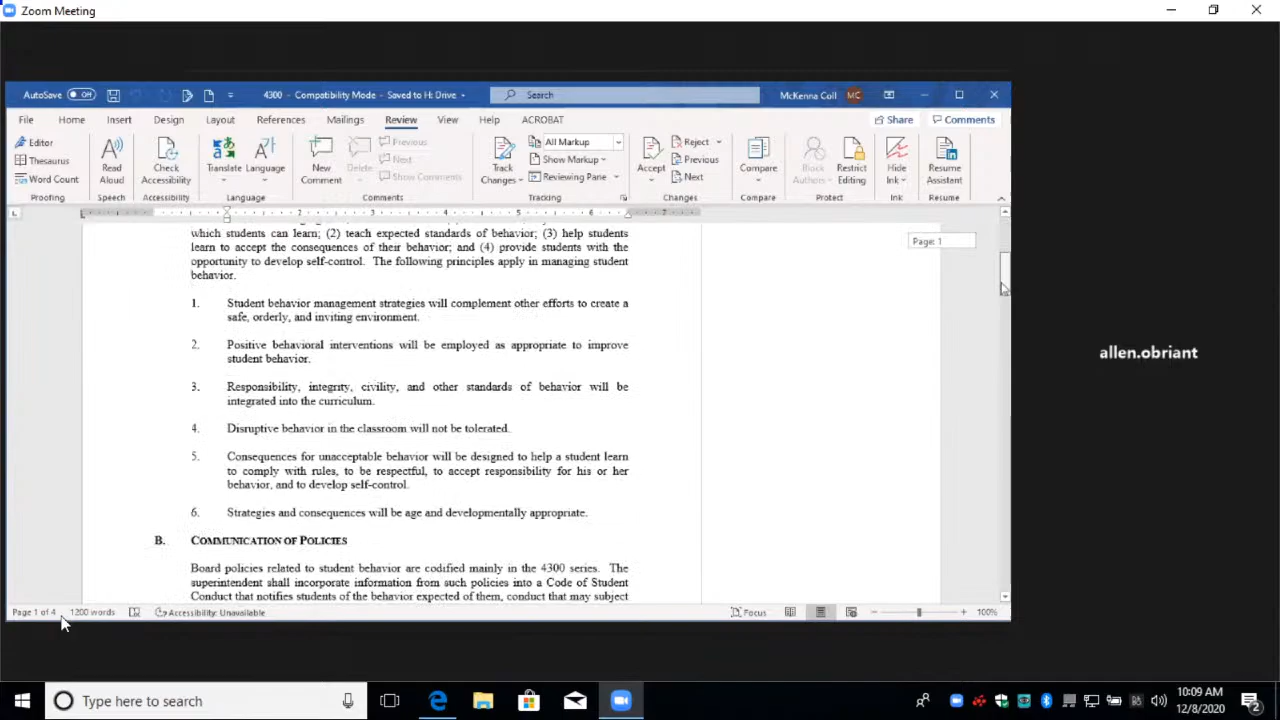 Zoom Meeting
AutoSave Off 4300 - Compatibility Mode - Saved to H: Drive Search McKenna Coll MC
File Home Insert Design Layout References Mailings Review View Help ACROBAT Share Comments
Editor
Thesaurus
Word Count
Read Aloud
Check Accessibility
Translate Language
New Comment
Delete
Previous
Next
Show Comments
Track Changes
All Markup
Show Markup
Reviewing Pane
Accept
Reject
Previous
Next
Compare
Block Authors
Restrict Editing
Hide Ink
Resume Assistant
Proofing Speech Accessibility Language Comments Tracking Changes Compare Protect Ink Resume
1 2 3 4 5 6 7
Page: 1
which students can learn; (2) teach expected standards of behavior; (3) help students
learn to accept the consequences of their behavior; and (4) provide students with the
opportunity to develop self-control. The following principles apply in managing student
behavior.
1. Student behavior management strategies will complement other efforts to create a
safe, orderly, and inviting environment.
2. Positive behavioral interventions will be employed as appropriate to improve
student behavior.
3. Responsibility, integrity, civility, and other standards of behavior will be
integrated into the curriculum.
4. Disruptive behavior in the classroom will not be tolerated.
5. Consequences for unacceptable behavior will be designed to help a student learn
to comply with rules, to be respectful, to accept responsibility for his or her
behavior, and to develop self-control.
6. Strategies and consequences will be age and developmentally appropriate.
B. COMMUNICATION OF POLICIES
Board policies related to student behavior are codified mainly in the 4300 series. The
superintendent shall incorporate information from such policies into a Code of Student
Conduct that notifies students of the behavior expected of them, conduct that may subject
allen.obriant
Page 1 of 4 1200 words Accessibility: Unavailable Focus 100%
Type here to search
10:09 AM
12/8/2020
2